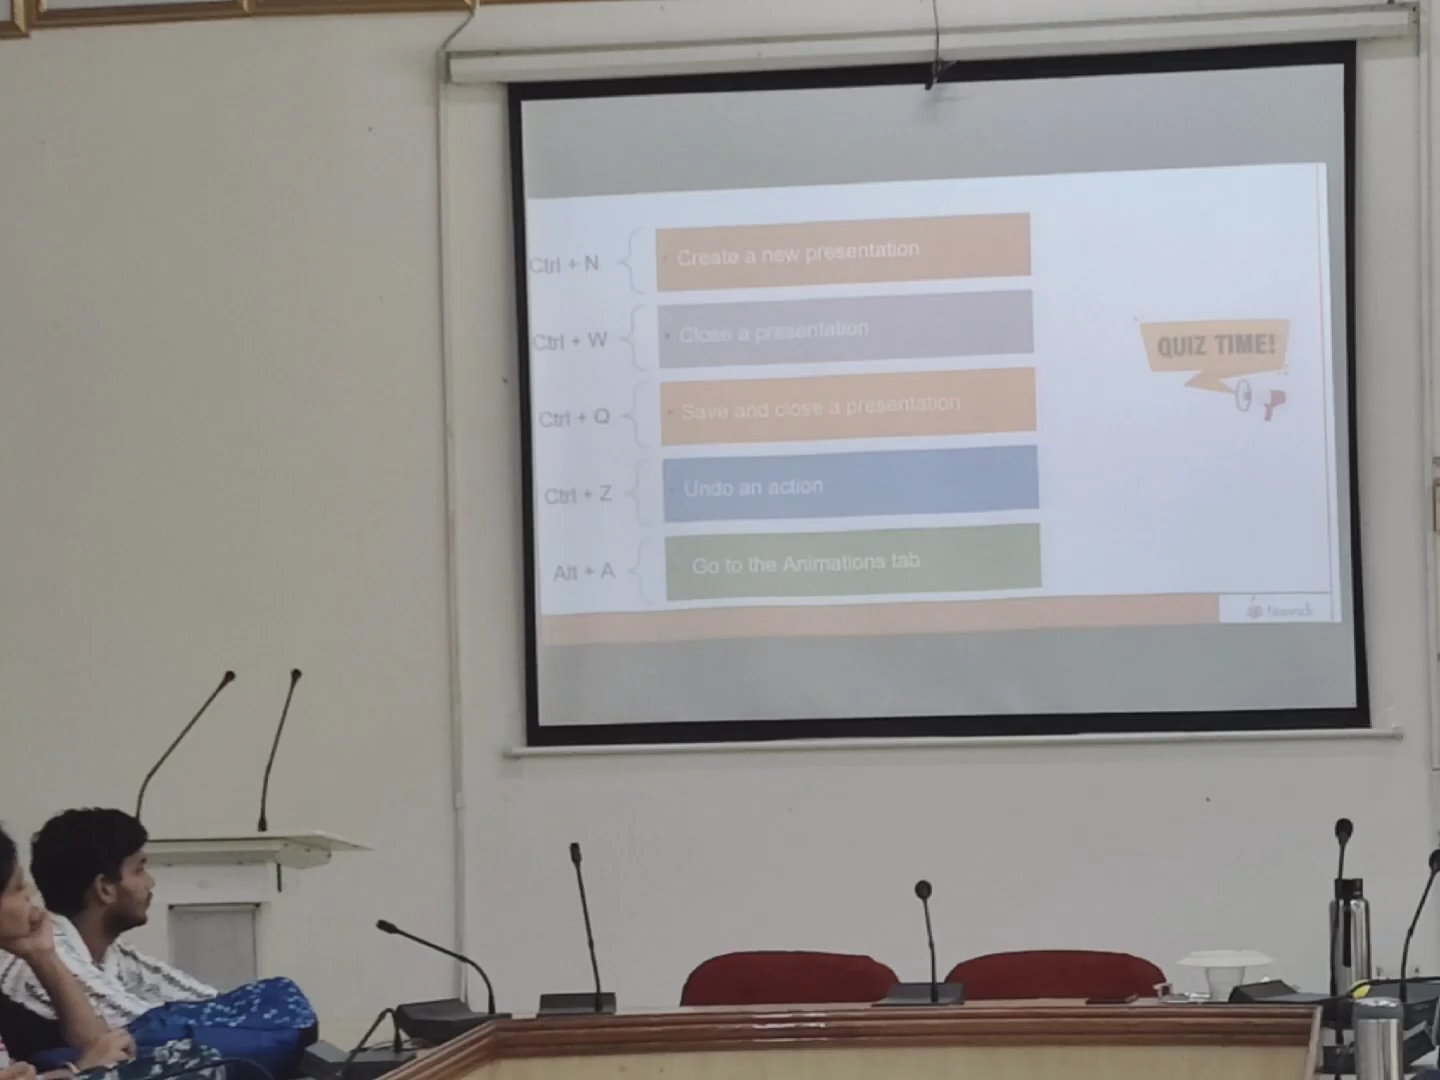 Ctrl + N
Create a new presentation
Ctrl + W
Close a presentation
Ctrl + Q
Save and close a presentation
Ctrl + Z
Undo an action
Alt + A
Go to the Animations tab
QUIZ TIME!